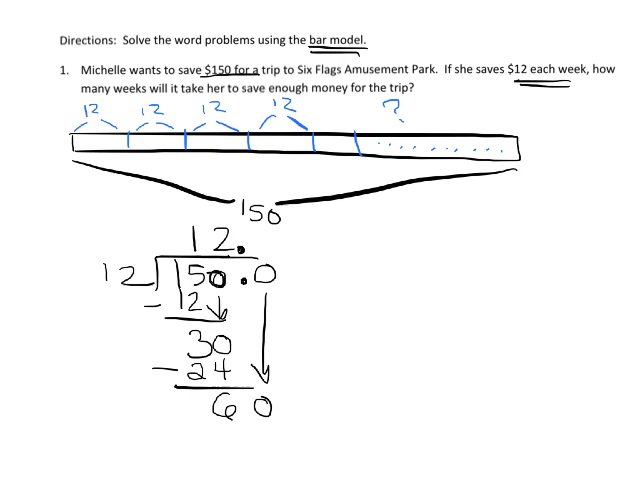 Directions: Solve the word problems using the bar model.
1. Michelle wants to save $150 for a trip to Six Flags Amusement Park. If she saves $12 each week, how
many weeks will it take her to save enough money for the trip?
12 12 12 12 ?
150
12.
12 150.0
- 12
30
- 24
60